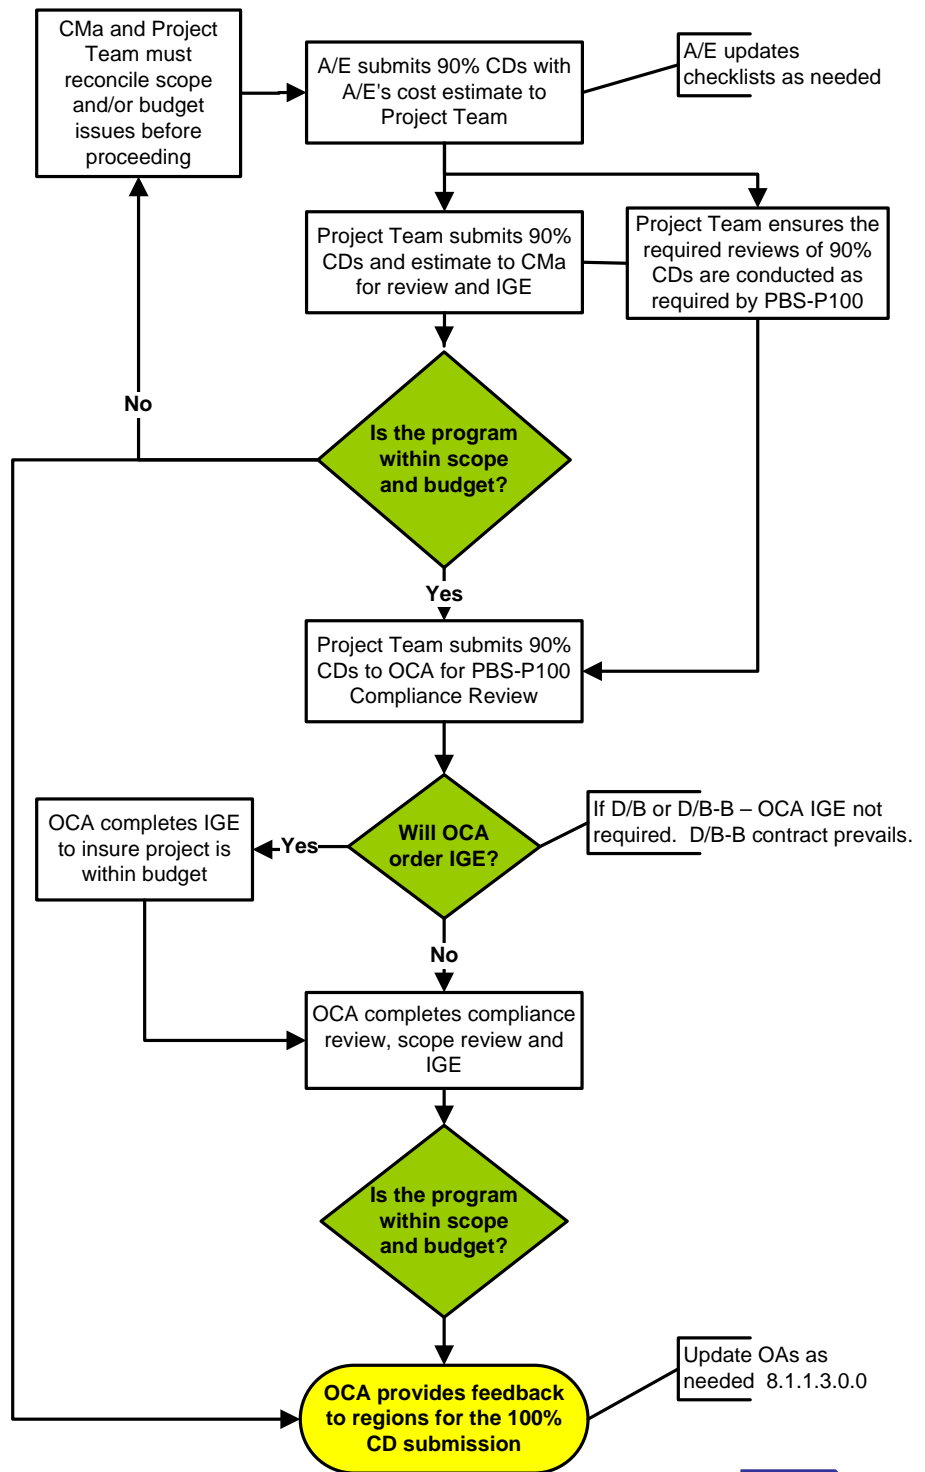 CMa and Project
Team must
reconcile scope
and/or budget
issues before
proceeding
A/E submits 90% CDs with
A/E's cost estimate to
Project Team
A/E updates
checklists as needed
Project Team submits 90%
CDs and estimate to CMa
for review and IGE
Project Team ensures the
required reviews of 90%
CDs are conducted as
required by PBS-P100
No
Is the program
within scope
and budget?
Yes
Project Team submits 90%
CDs to OCA for PBS-P100
Compliance Review
OCA completes IGE
to insure project is
within budget
Yes
Will OCA
order IGE?
If D/B or D/B-B – OCA IGE not
required.  D/B-B contract prevails.
No
OCA completes compliance
review, scope review and
IGE
Is the program
within scope
and budget?
OCA provides feedback
to regions for the 100%
CD submission
Update OAs as
needed  8.1.1.3.0.0